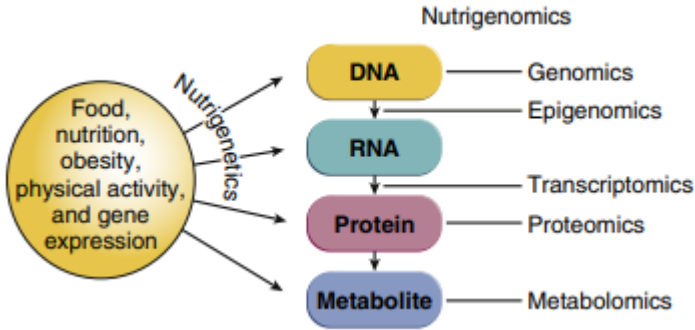 Nutrigenomics
DNA
Genomics
Nutrigenetics
Epigenomics
Food,
nutrition,
obesity,
physical activity,
and gene
expression
RNA
Transcriptomics
Protein
Proteomics
Metabolite
Metabolomics